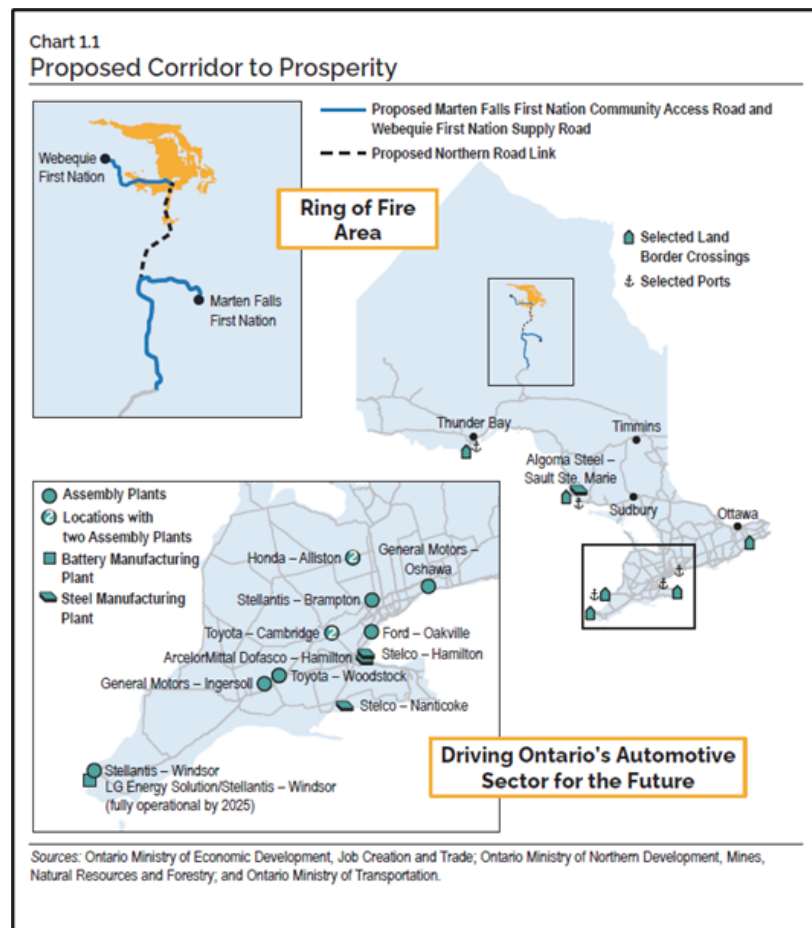 Chart 1.1
Proposed Corridor to Prosperity
Proposed Marten Falls First Nation Community Access Road and
Webequie First Nation Supply Road
Proposed Northern Road Link
Webequie
First Nation
Ring of Fire
Area
Marten Falls
First Nation
Selected Land
Border Crossings
Selected Ports
Thunder Bay
Timmins
Algoma Steel –
Sault Ste. Marie
Sudbury
Ottawa
Assembly Plants
2 Locations with
two Assembly Plants
Battery Manufacturing
Plant
Steel Manufacturing
Plant
Honda – Alliston 2
General Motors –
Oshawa
Stellantis – Brampton
Toyota – Cambridge 2
Ford – Oakville
ArcelorMittal Dofasco – Hamilton
Stelco – Hamilton
General Motors – Ingersoll
Toyota – Woodstock
Stelco – Nanticoke
Stellantis – Windsor
LG Energy Solution/Stellantis – Windsor
(fully operational by 2025)
Driving Ontario's Automotive
Sector for the Future
Sources: Ontario Ministry of Economic Development, Job Creation and Trade; Ontario Ministry of Northern Development, Mines,
Natural Resources and Forestry; and Ontario Ministry of Transportation.